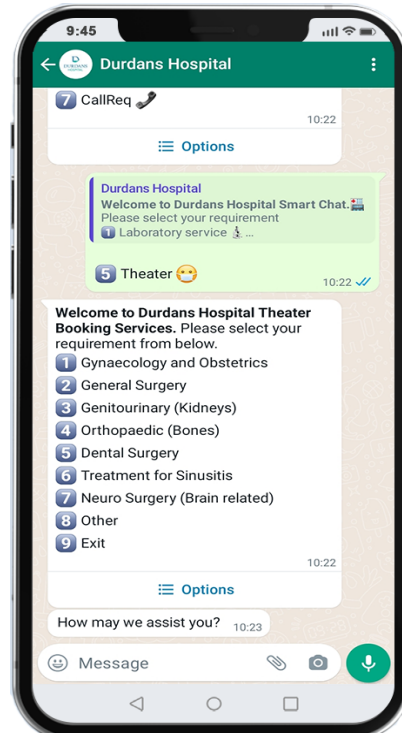 9:45
Durdans Hospital
7 CallReq
10:22
Options
Durdans Hospital
Welcome to Durdans Hospital Smart Chat.
Please select your requirement
1 Laboratory service ...
5 Theater
10:22
Welcome to Durdans Hospital Theater
Booking Services. Please select your
requirement from below.
1 Gynaecology and Obstetrics
2 General Surgery
3 Genitourinary (Kidneys)
4 Orthopaedic (Bones)
5 Dental Surgery
6 Treatment for Sinusitis
7 Neuro Surgery (Brain related)
8 Other
9 Exit
10:22
Options
How may we assist you? 10:23
Message